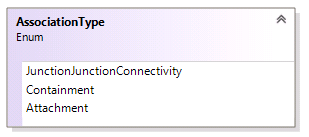 AssociationType
Enum
JunctionJunctionConnectivity
Containment
Attachment